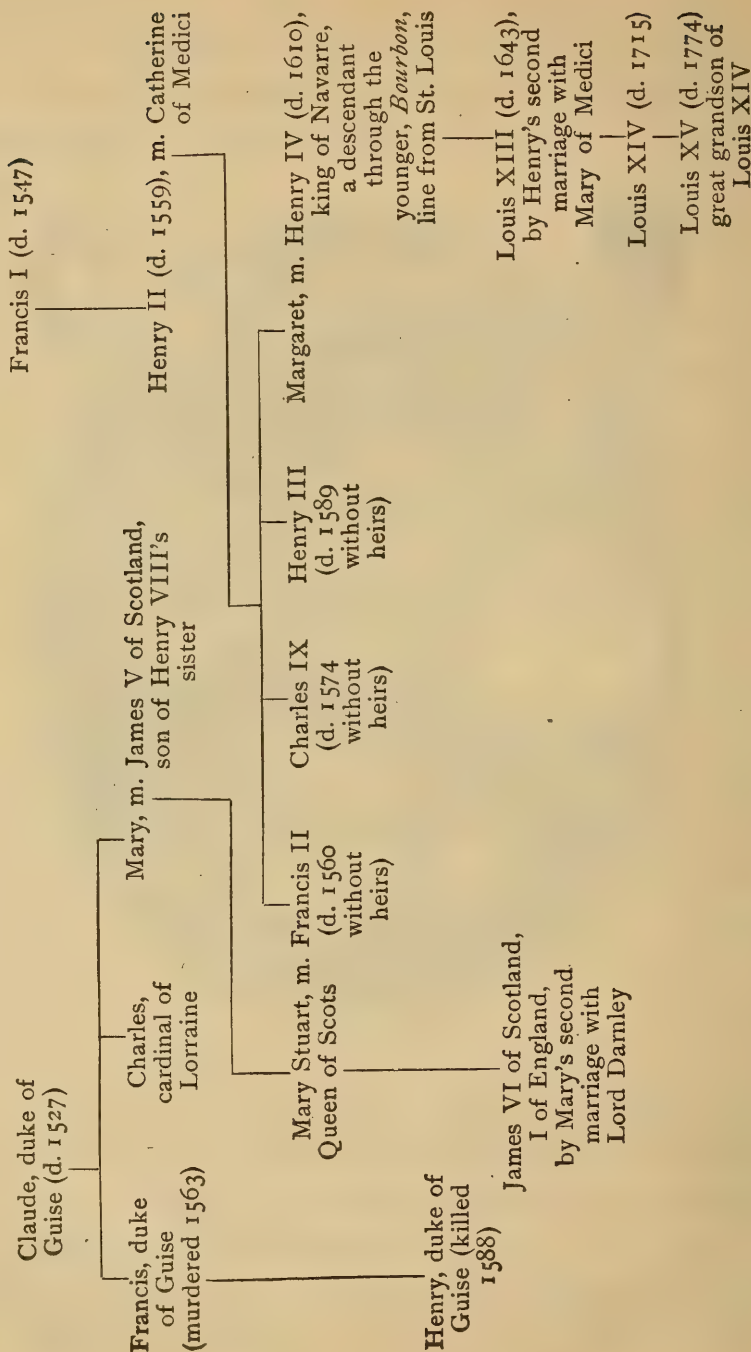 Claude, duke of
Guise (d. 1527)
Francis I (d. 1547)
Francis, duke
of Guise
(murdered 1563)
Charles,
cardinal of
Lorraine
Mary, m. James V of Scotland,
son of Henry VIII's
sister
Henry II (d. 1559), m. Catherine
of Medici
Mary Stuart, m. Francis II
Queen of Scots
(d. 1560
without
heirs)
Charles IX
(d. 1574
without
heirs)
Henry III
(d. 1589
without
heirs)
Margaret, m. Henry IV (d. 1610),
king of Navarre,
a descendant
through the
younger, Bourbon,
line from St. Louis
Henry, duke of
Guise (killed
1588)
James VI of Scotland,
I of England,
by Mary's second
marriage with
Lord Darnley
Louis XIII (d. 1643),
by Henry's second
marriage with
Mary of Medici
Louis XIV (d. 1715)
Louis XV (d. 1774)
great grandson of
Louis XIV